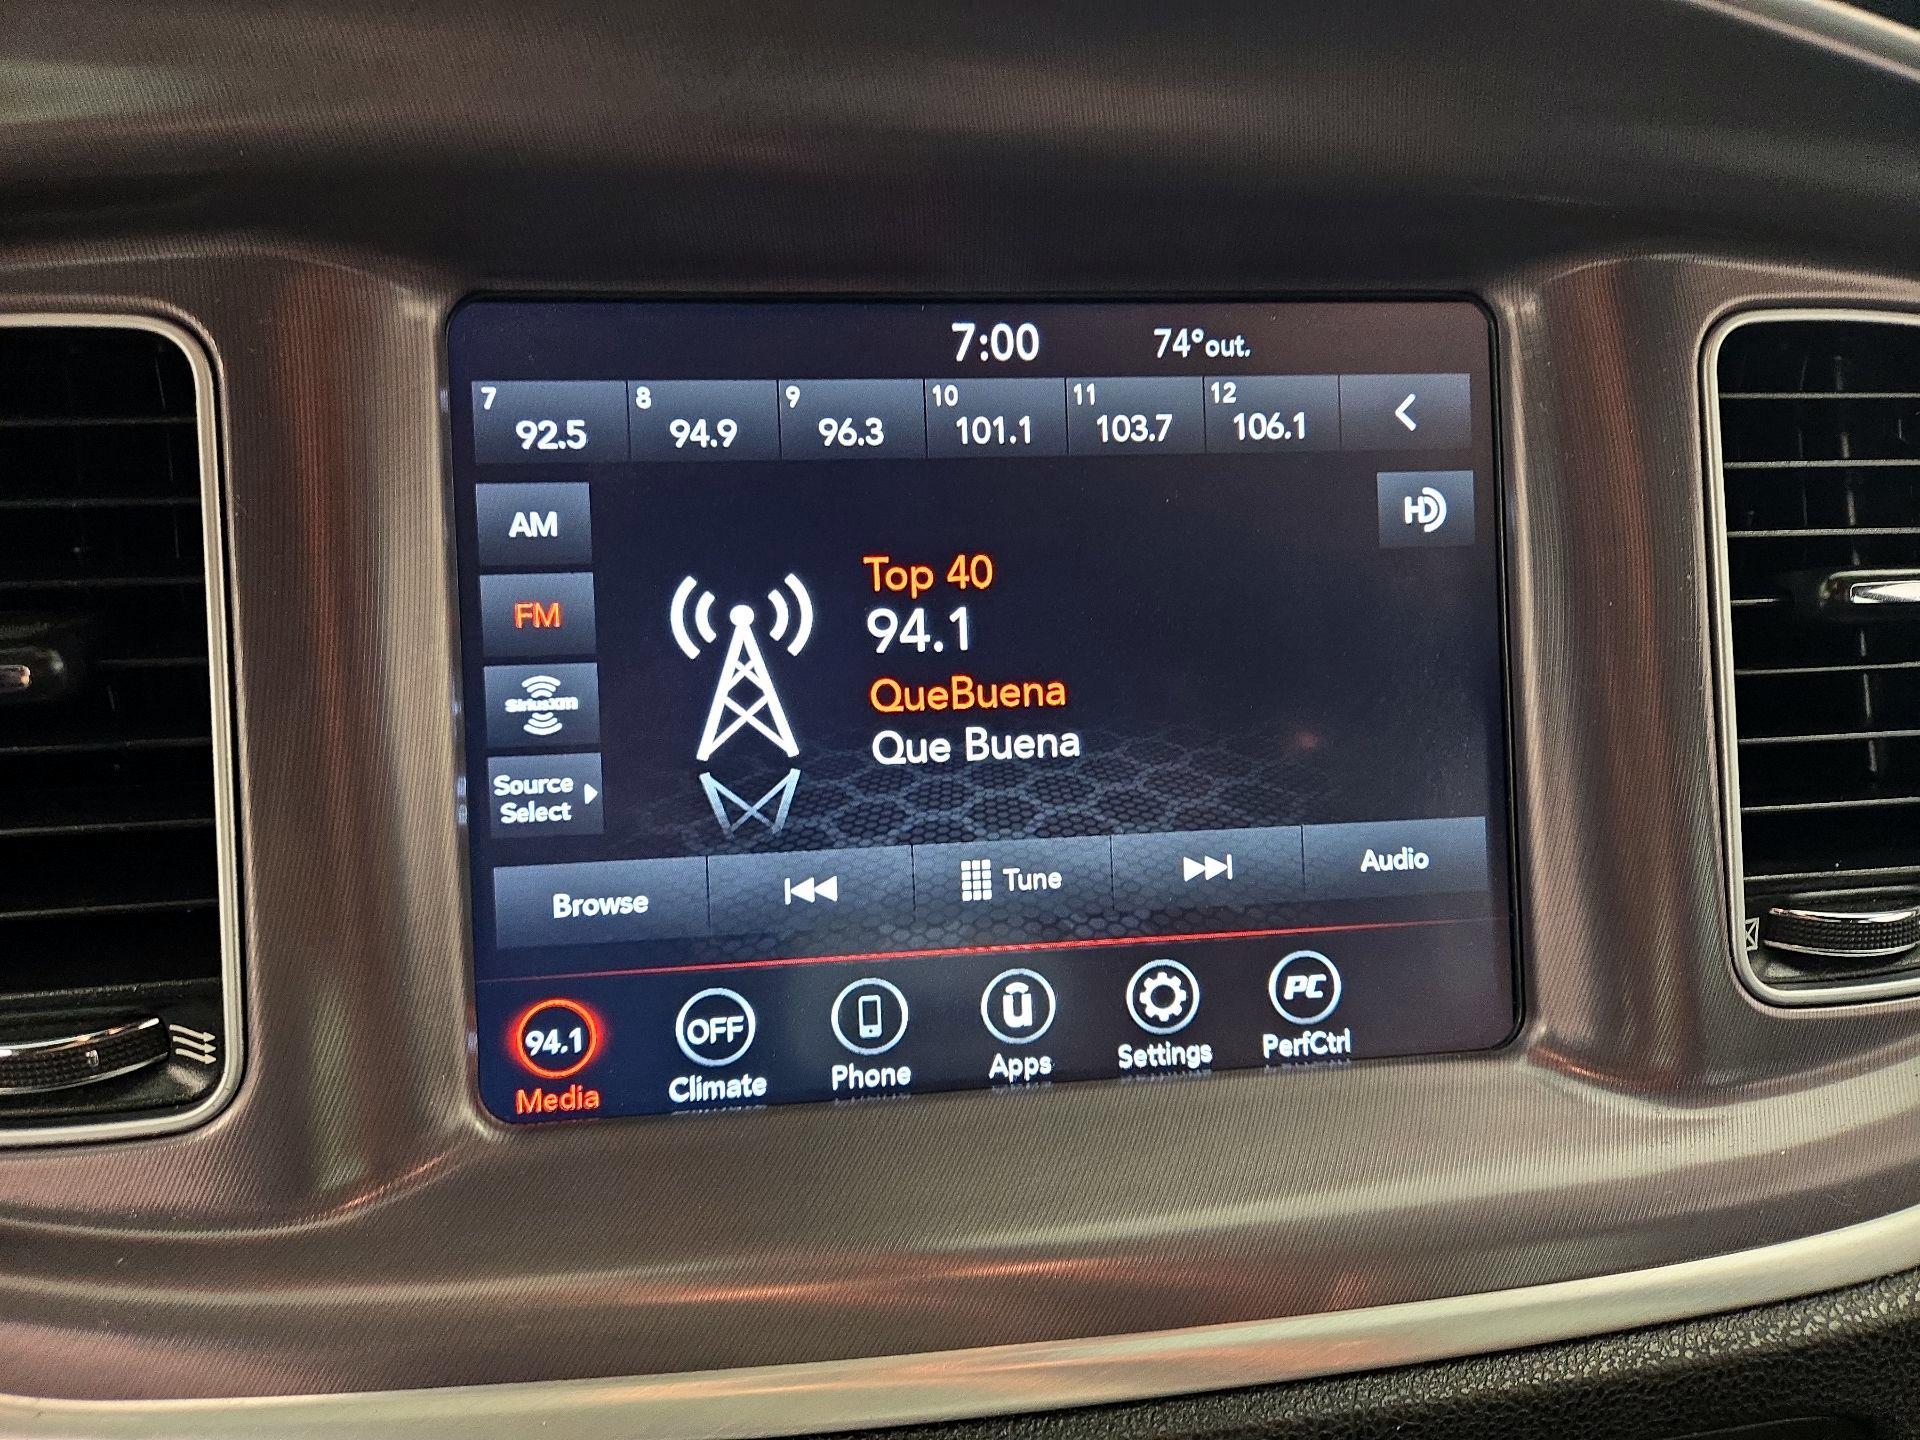 7:00 74°out.
7 92.5 8 94.9 9 96.3 10 101.1 11 103.7 12 106.1
AM
HD
Top 40
94.1
FM
QueBuena
SiriusXM
Que Buena
Source
Select
Browse Tune Audio
94.1 OFF PC
Media Climate Phone Apps Settings PerfCtrl